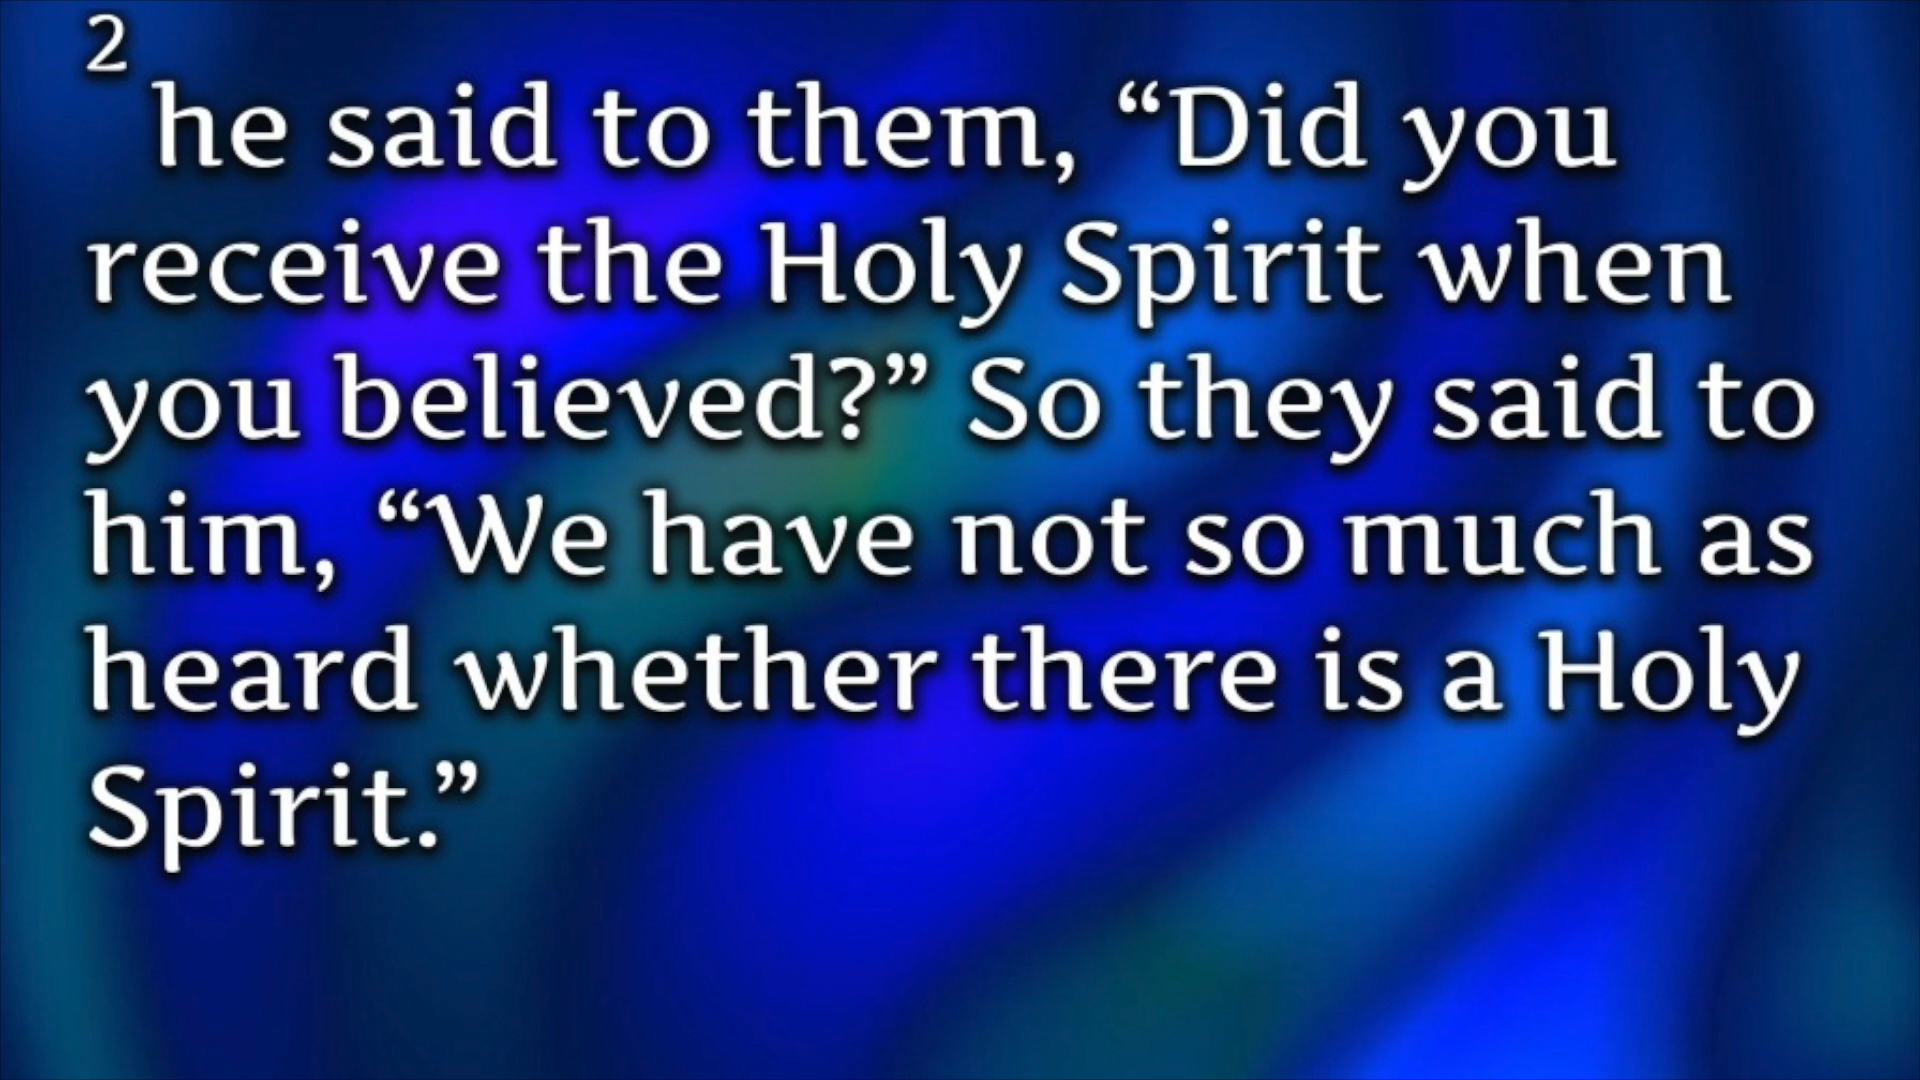 2
he said to them, “Did you
receive the Holy Spirit when
you believed?” So they said to
him, “We have not so much as
heard whether there is a Holy
Spirit.”